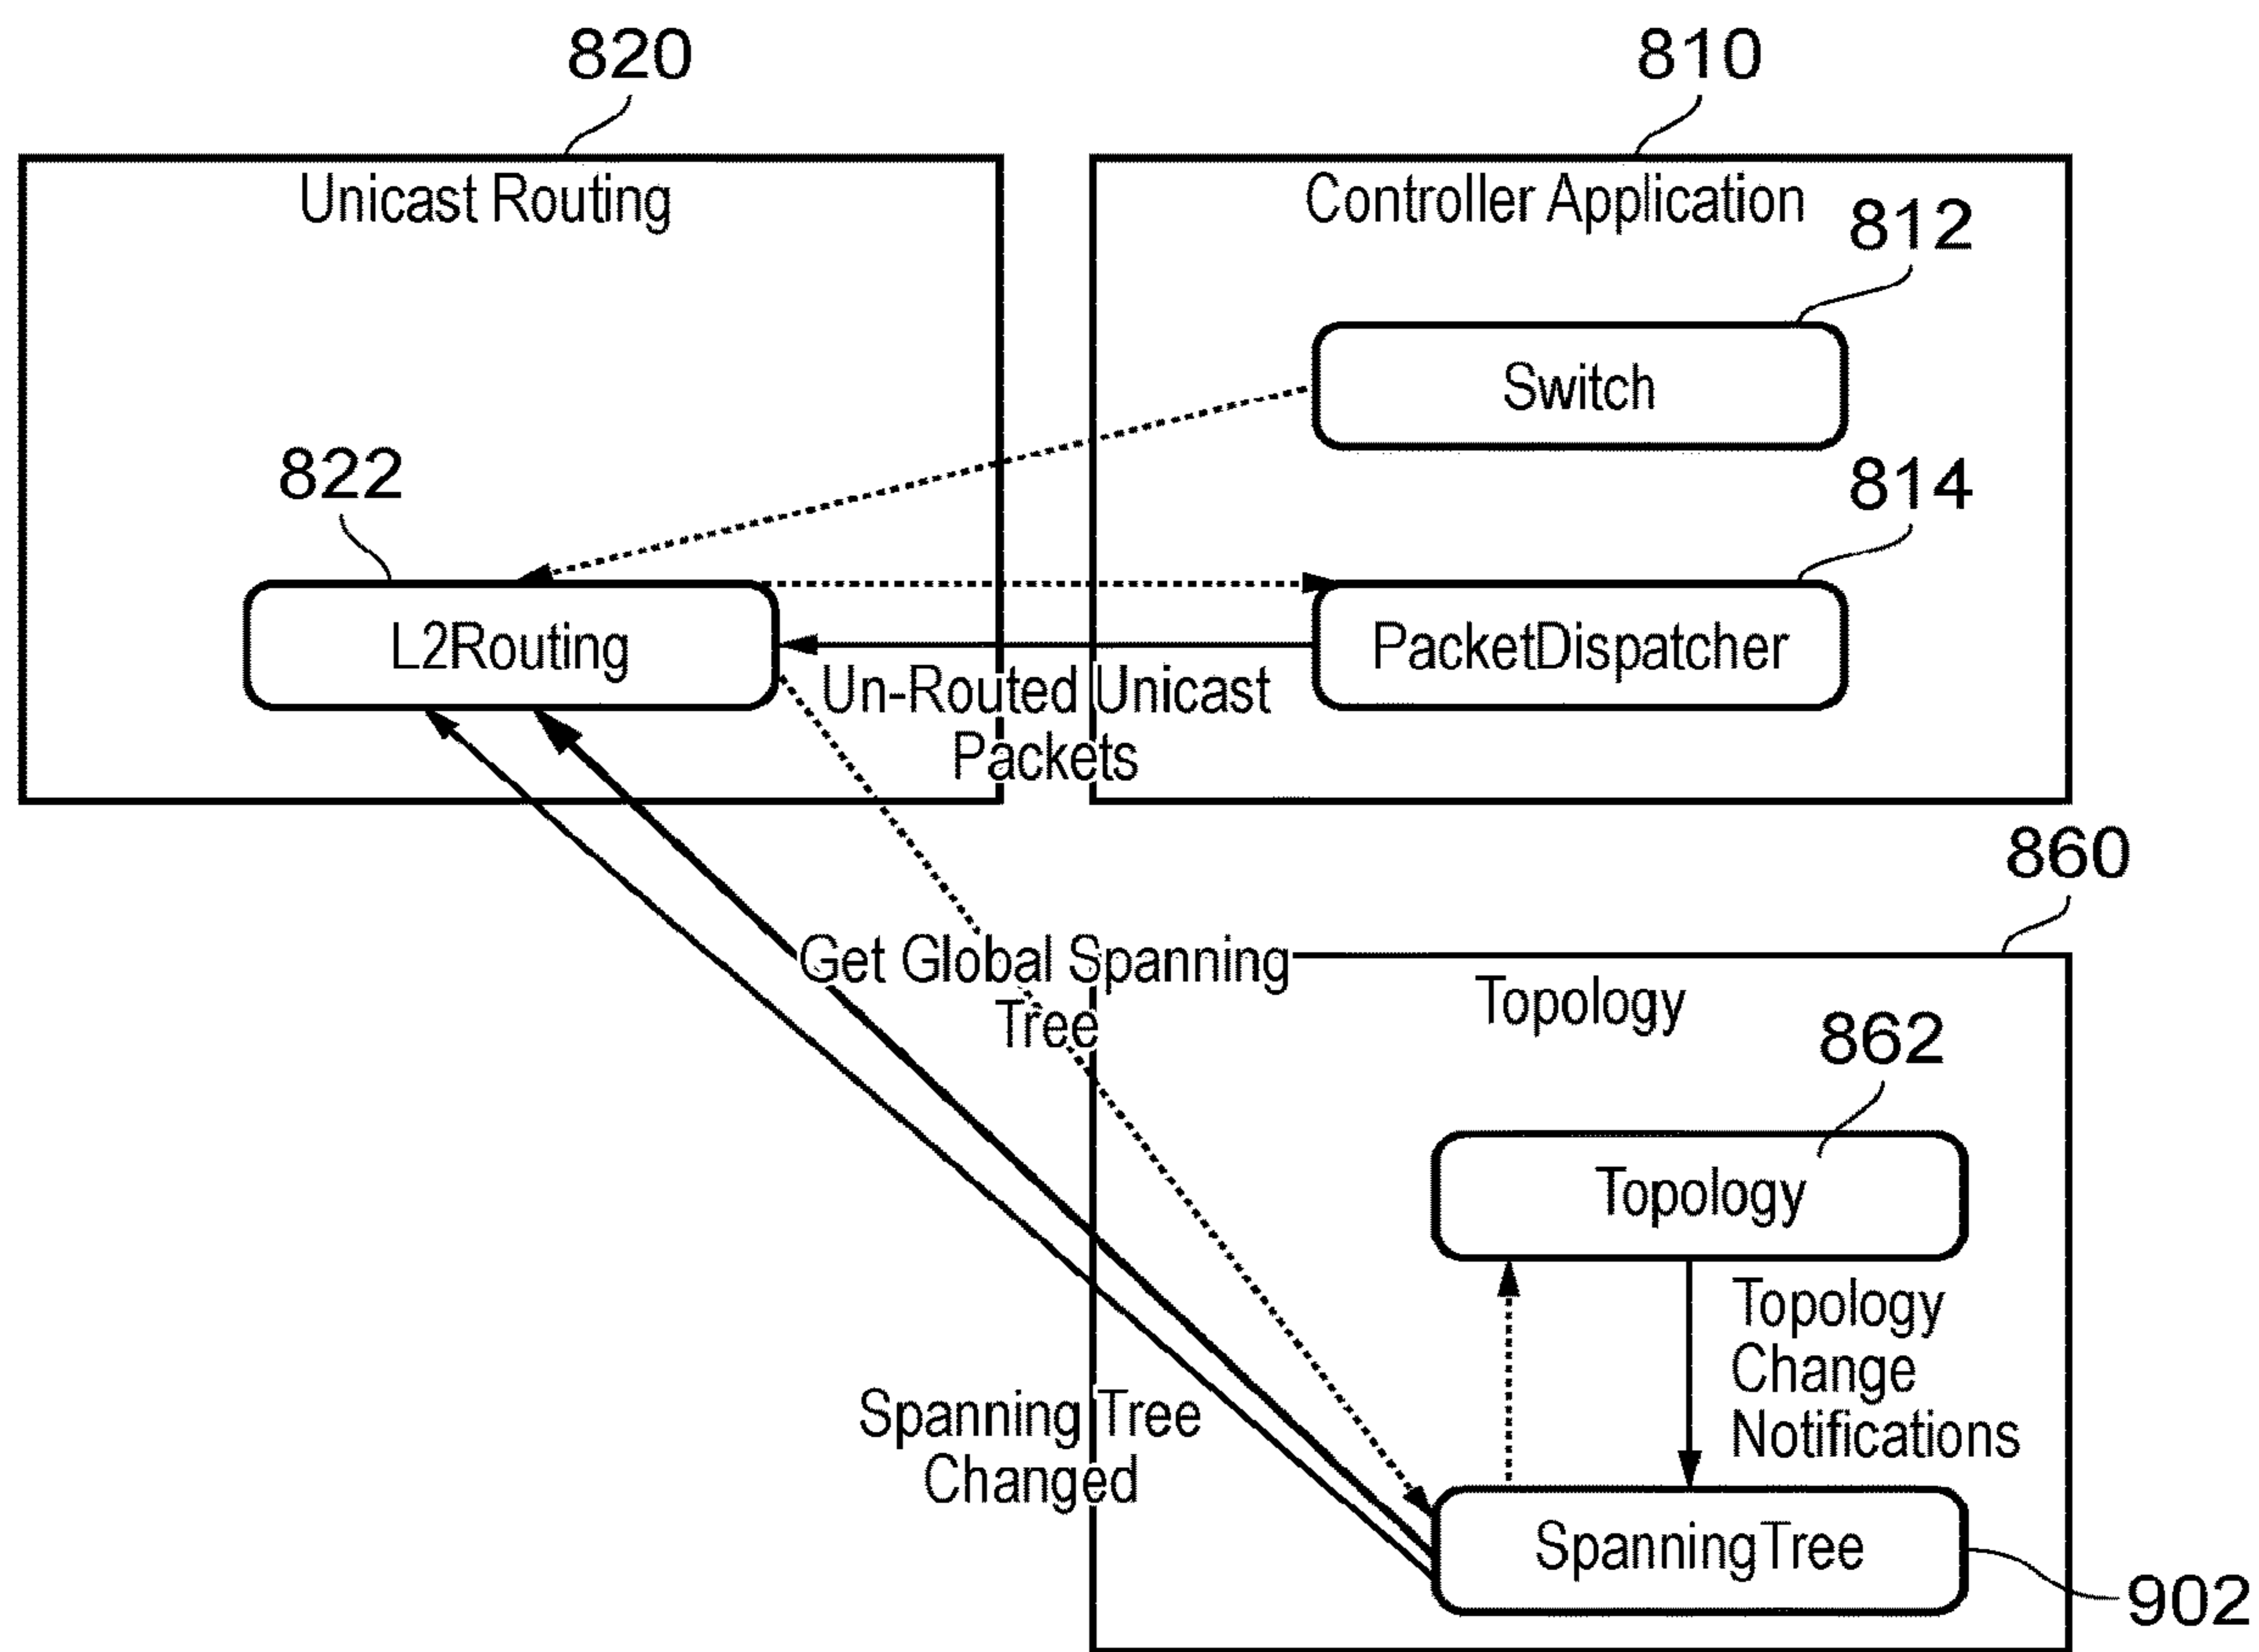 820
810
Unicast Routing
Controller Application
812
Switch
822
814
L2Routing
PacketDispatcher
Un-Routed Unicast
Packets
860
Get Global Spanning
Tree
Topology
862
Topology
Topology
Change
Notifications
Spanning Tree
Changed
SpanningTree
902